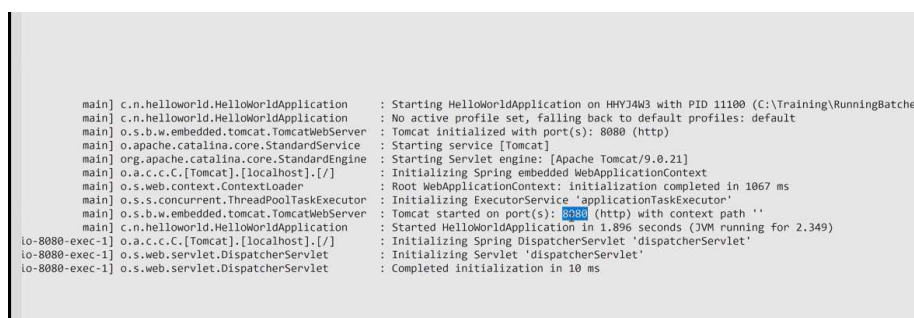 main] c.n.helloworld.HelloWorldApplication : Starting HelloWorldApplication on HHYJ4W3 with PID 11100 (C:\Training\RunningBatche
main] c.n.helloworld.HelloWorldApplication : No active profile set, falling back to default profiles: default
main] o.s.b.w.embedded.tomcat.TomcatWebServer : Tomcat initialized with port(s): 8080 (http)
main] o.apache.catalina.core.StandardService : Starting service [Tomcat]
main] org.apache.catalina.core.StandardEngine : Starting Servlet engine: [Apache Tomcat/9.0.21]
main] o.a.c.c.C.[Tomcat].[localhost].[/] : Initializing Spring embedded WebApplicationContext
main] o.s.web.context.ContextLoader : Root WebApplicationContext: initialization completed in 1067 ms
main] o.s.s.concurrent.ThreadPoolTaskExecutor : Initializing ExecutorService 'applicationTaskExecutor'
main] o.s.b.w.embedded.tomcat.TomcatWebServer : Tomcat started on port(s): 8080 (http) with context path ''
main] c.n.helloworld.HelloWorldApplication : Started HelloWorldApplication in 1.896 seconds (JVM running for 2.349)
io-8080-exec-1] o.a.c.c.C.[Tomcat].[localhost].[/] : Initializing Spring DispatcherServlet 'dispatcherServlet'
io-8080-exec-1] o.s.web.servlet.DispatcherServlet : Initializing Servlet 'dispatcherServlet'
io-8080-exec-1] o.s.web.servlet.DispatcherServlet : Completed initialization in 10 ms